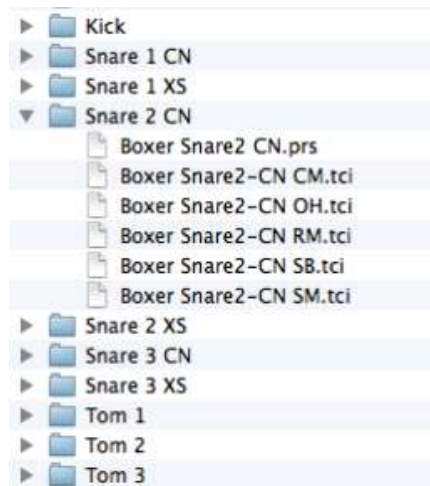 Kick
Snare 1 CN
Snare 1 XS
Snare 2 CN
Boxer Snare2 CN.prs
Boxer Snare2-CN CM.tci
Boxer Snare2-CN OH.tci
Boxer Snare2-CN RM.tci
Boxer Snare2-CN SB.tci
Boxer Snare2-CN SM.tci
Snare 2 XS
Snare 3 CN
Snare 3 XS
Tom 1
Tom 2
Tom 3